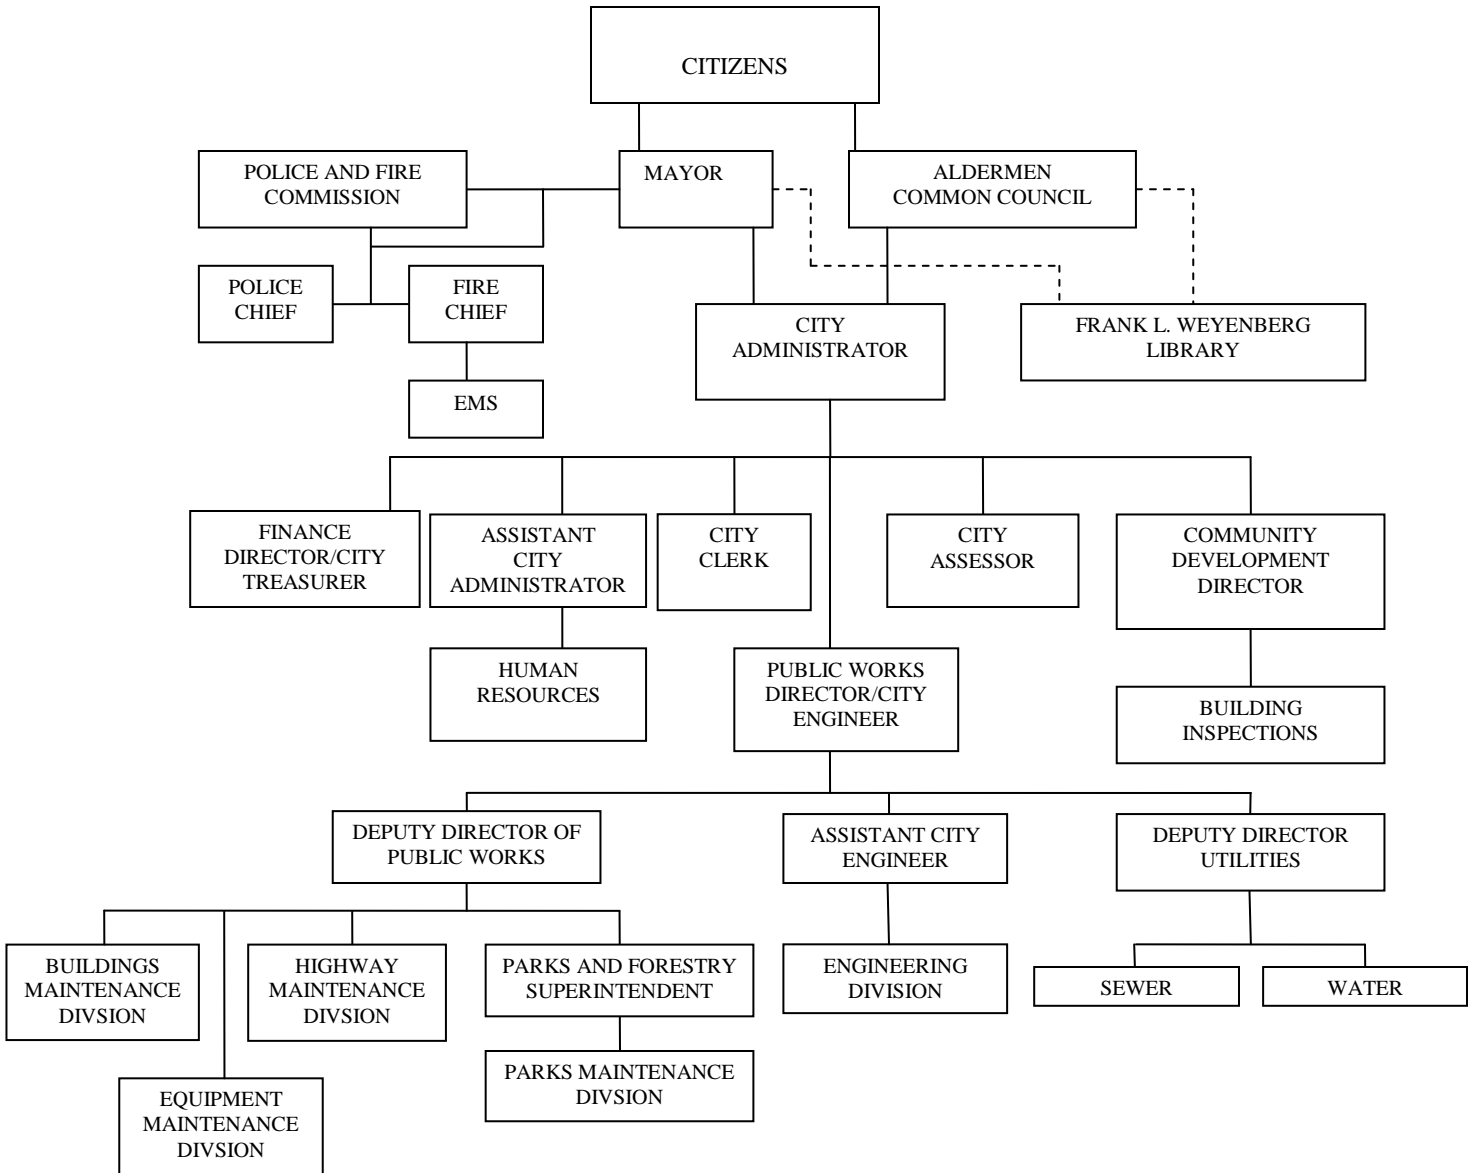 CITIZENS
POLICE AND FIRE
COMMISSION
MAYOR
ALDERMEN
COMMON COUNCIL
POLICE
CHIEF
FIRE
CHIEF
CITY
ADMINISTRATOR
FRANK L. WEYENBERG
LIBRARY
EMS
FINANCE
DIRECTOR/CITY
TREASURER
ASSISTANT
CITY
ADMINISTRATOR
CITY
CLERK
CITY
ASSESSOR
COMMUNITY
DEVELOPMENT
DIRECTOR
HUMAN
RESOURCES
PUBLIC WORKS
DIRECTOR/CITY
ENGINEER
BUILDING
INSPECTIONS
DEPUTY DIRECTOR OF
PUBLIC WORKS
ASSISTANT CITY
ENGINEER
DEPUTY DIRECTOR
UTILITIES
BUILDINGS
MAINTENANCE
DIVSION
HIGHWAY
MAINTENANCE
DIVSION
PARKS AND FORESTRY
SUPERINTENDENT
ENGINEERING
DIVISION
SEWER
WATER
PARKS MAINTENANCE
DIVSION
EQUIPMENT
MAINTENANCE
DIVSION